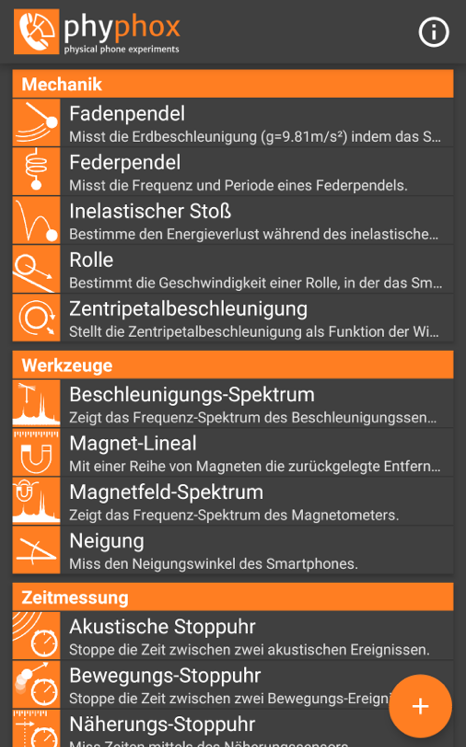 phyphox
physical phone experiments
Mechanik
Fadenpendel
Misst die Erdbeschleunigung (g=9.81m/s²) indem das S...
Federpendel
Misst die Frequenz und Periode eines Federpendels.
Inelastischer Stoß
Bestimme den Energieverlust während des inelastische...
Rolle
Bestimmt die Geschwindigkeit einer Rolle, in der das Sm...
Zentripetalbeschleunigung
Stellt die Zentripetalbeschleunigung als Funktion der Wi...
Werkzeuge
Beschleunigungs-Spektrum
Zeigt das Frequenz-Spektrum des Beschleunigungssen...
Magnet-Lineal
Mit einer Reihe von Magneten die zurückgelegte Entfern...
Magnetfeld-Spektrum
Zeigt das Frequenz-Spektrum des Magnetometers.
Neigung
Miss den Neigungswinkel des Smartphones.
Zeitmessung
Akustische Stoppuhr
Stoppe die Zeit zwischen zwei akustischen Ereignissen.
Bewegungs-Stoppuhr
Stoppe die Zeit zwischen zwei Bewegungs-Ereigni
Näherungs-Stoppuhr
Miss Zeiten mittels des Näherungssensors